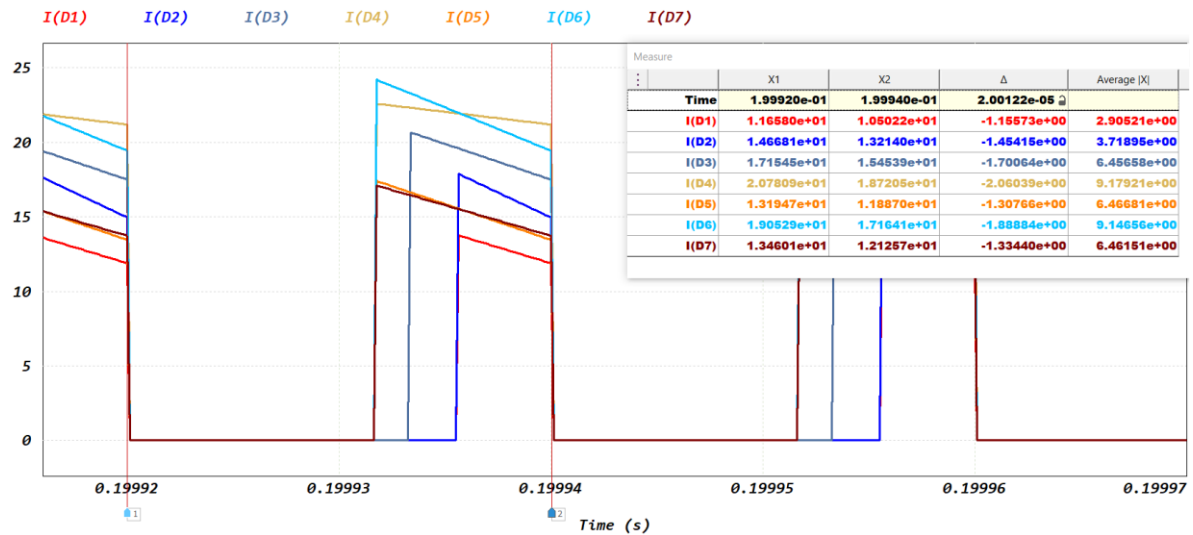 I(D1) I(D2) I(D3) I(D4) I(D5) I(D6) I(D7)
25
20
15
10
5
0
Measure
X1 X2 Δ Average |X|
Time 1.99920e-01 1.99940e-01 2.00122e-05
I(D1) 1.16580e+01 1.05022e+01 -1.15573e+00 2.90521e+00
I(D2) 1.46681e+01 1.32140e+01 -1.45415e+00 3.71895e+00
I(D3) 1.71545e+01 1.54539e+01 -1.70064e+00 6.45658e+00
I(D4) 2.07809e+01 1.87205e+01 -2.06039e+00 9.17921e+00
I(D5) 1.31947e+01 1.18870e+01 -1.30766e+00 6.46681e+00
I(D6) 1.90529e+01 1.71641e+01 -1.88884e+00 9.14656e+00
I(D7) 1.34601e+01 1.21257e+01 -1.33440e+00 6.46151e+00
0.19992 0.19993 0.19994 0.19995 0.19996 0.19997
1 2
Time (s)